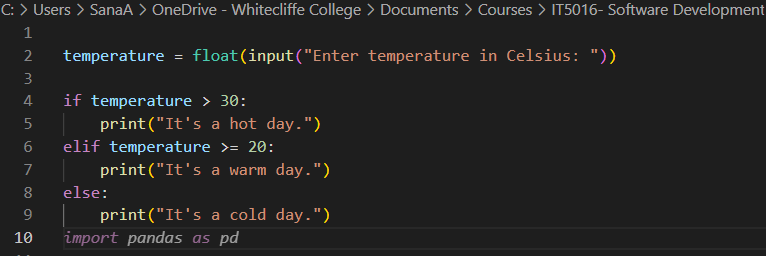 C: > Users > SanaA > OneDrive - Whitecliffe College > Documents > Courses > IT5016- Software Development
1
2 temperature = float(input("Enter temperature in Celsius: "))
3
4 if temperature > 30:
5     print("It's a hot day.")
6 elif temperature >= 20:
7     print("It's a warm day.")
8 else:
9     print("It's a cold day.")
10 import pandas as pd